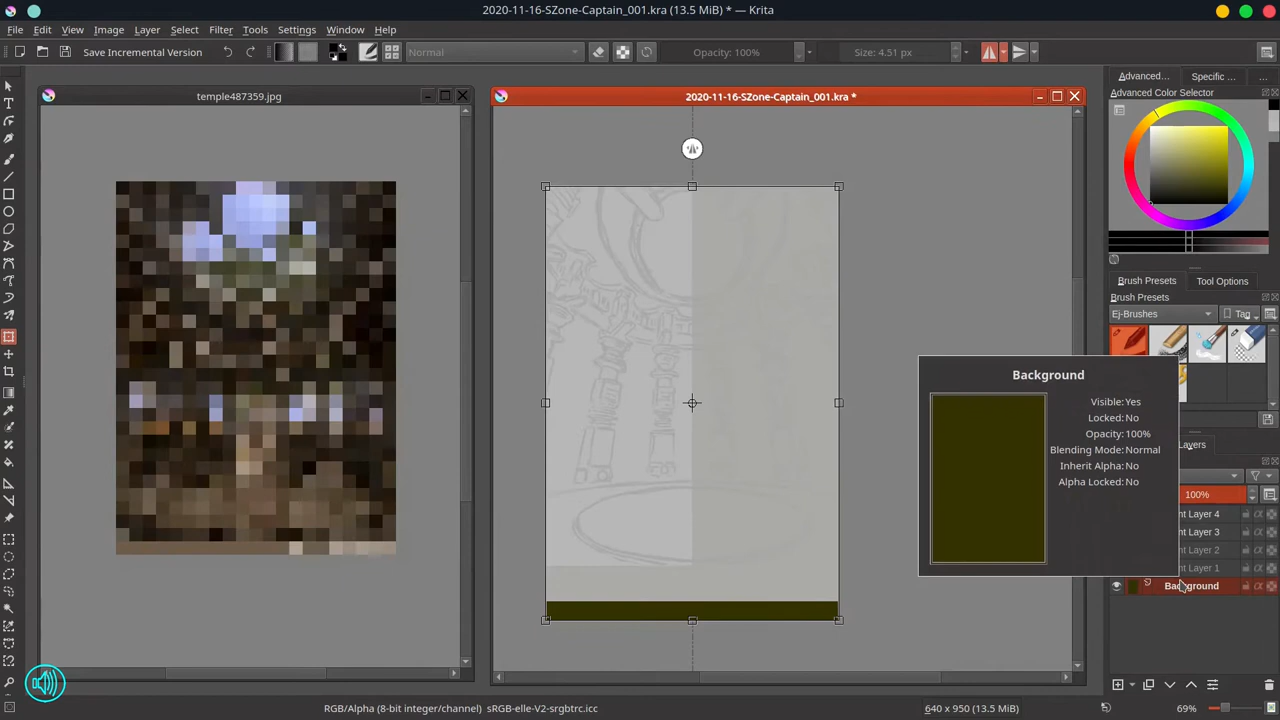 2020-11-16-SZone-Captain_001.kra (13.5 MiB) * — Krita
File Edit View Image Layer Select Filter Tools Settings Window Help
Save Incremental Version Normal Opacity: 100% Size: 4.51 px
temple487359.jpg
2020-11-16-SZone-Captain_001.kra *
Advanced... Specific ... ...
Advanced Color Selector
Brush Presets Tool Options
Brush Presets
Ej-Brushes Tag
Background
Visible: Yes
Locked: No
Opacity: 100%
Blending Mode: Normal
Inherit Alpha: No
Alpha Locked: No
Layers
100%
nt Layer 4
nt Layer 3
nt Layer 2
nt Layer 1
Background
RGB/Alpha (8-bit integer/channel) sRGB-elle-V2-srgbtrc.icc 640 x 950 (13.5 MiB) 69%